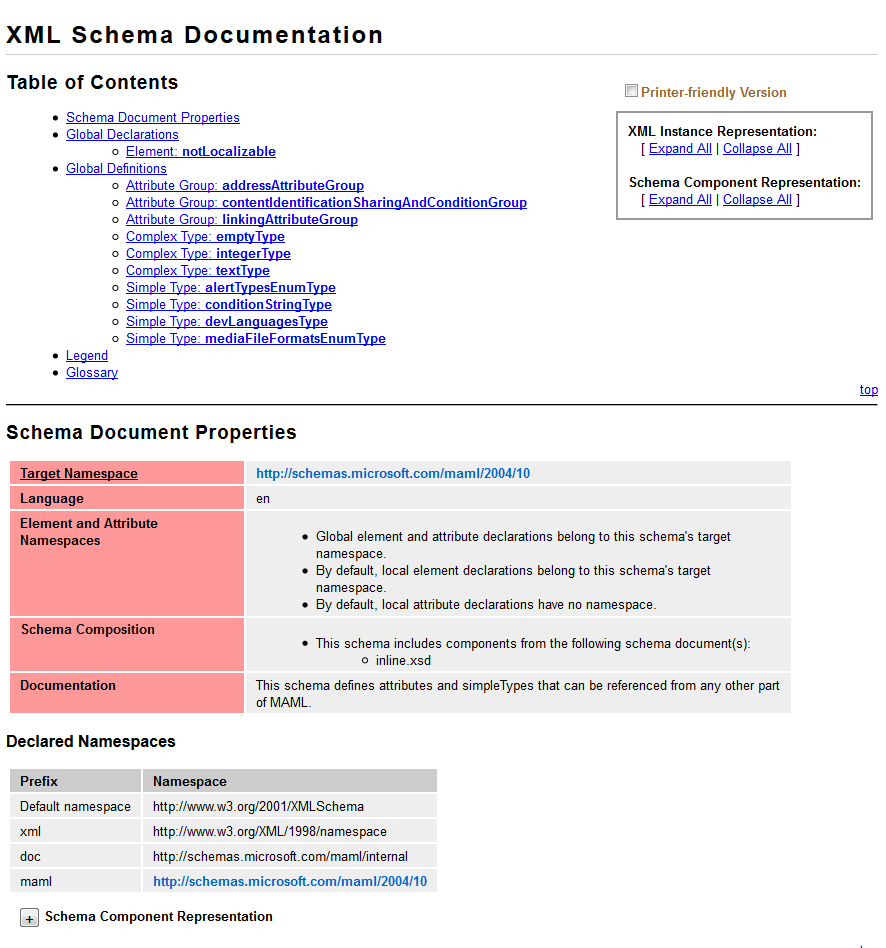 XML Schema Documentation
Table of Contents
Printer-friendly Version
XML Instance Representation:
[ Expand All | Collapse All ]
Schema Component Representation:
[ Expand All | Collapse All ]
Schema Document Properties
Global Declarations
Element: notLocalizable
Global Definitions
Attribute Group: addressAttributeGroup
Attribute Group: contentIdentificationSharingAndConditionGroup
Attribute Group: linkingAttributeGroup
Complex Type: emptyType
Complex Type: integerType
Complex Type: textType
Simple Type: alertTypesEnumType
Simple Type: conditionStringType
Simple Type: devLanguagesType
Simple Type: mediaFileFormatsEnumType
Legend
Glossary
top
Schema Document Properties
Target Namespace http://schemas.microsoft.com/maml/2004/10
Language en
Element and Attribute
Namespaces
Global element and attribute declarations belong to this schema's target
namespace.
By default, local element declarations belong to this schema's target
namespace.
By default, local attribute declarations have no namespace.
Schema Composition
This schema includes components from the following schema document(s):
inline.xsd
Documentation
This schema defines attributes and simpleTypes that can be referenced from any other part
of MAML.
Declared Namespaces
Prefix Namespace
Default namespace http://www.w3.org/2001/XMLSchema
xml http://www.w3.org/XML/1998/namespace
doc http://schemas.microsoft.com/maml/internal
maml http://schemas.microsoft.com/maml/2004/10
+ Schema Component Representation